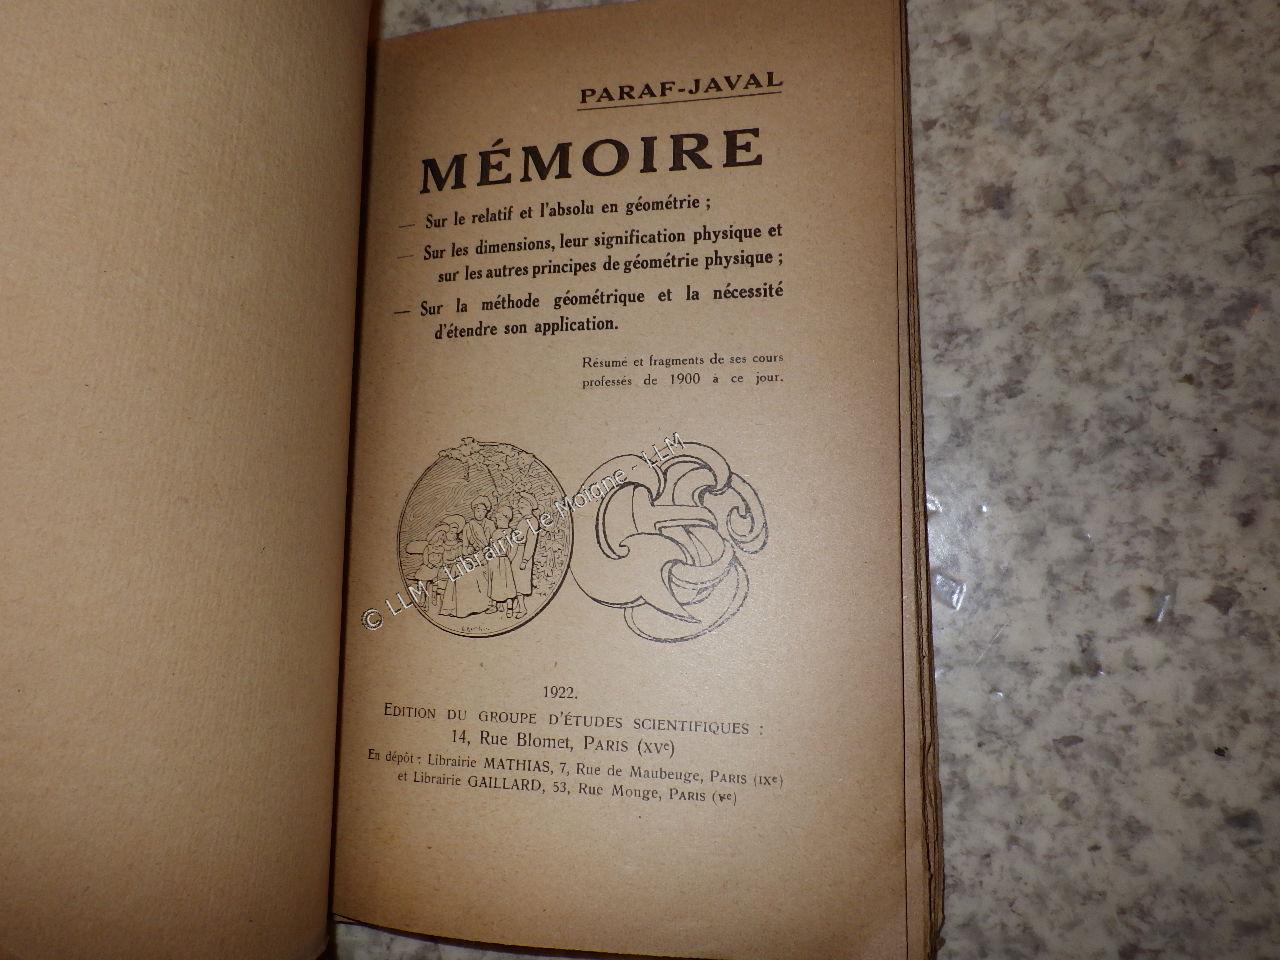 PARAF-JAVAL
MÉMOIRE
— Sur le relatif et l'absolu en géométrie ;
— Sur les dimensions, leur signification physique et
sur les autres principes de géométrie physique ;
— Sur la méthode géométrique et la nécessité
d'étendre son application.
Résumé et fragments de ses cours
professés de 1900 à ce jour.
© LLM - Librairie Le Moigne - LLM
1922.
EDITION DU GROUPE D'ÉTUDES SCIENTIFIQUES :
14, Rue Blomet, PARIS (XVe)
En dépôt : Librairie MATHIAS, 7, Rue de Maubeuge, PARIS (IXe)
et Librairie GAILLARD, 53, Rue Monge, PARIS (Ve)